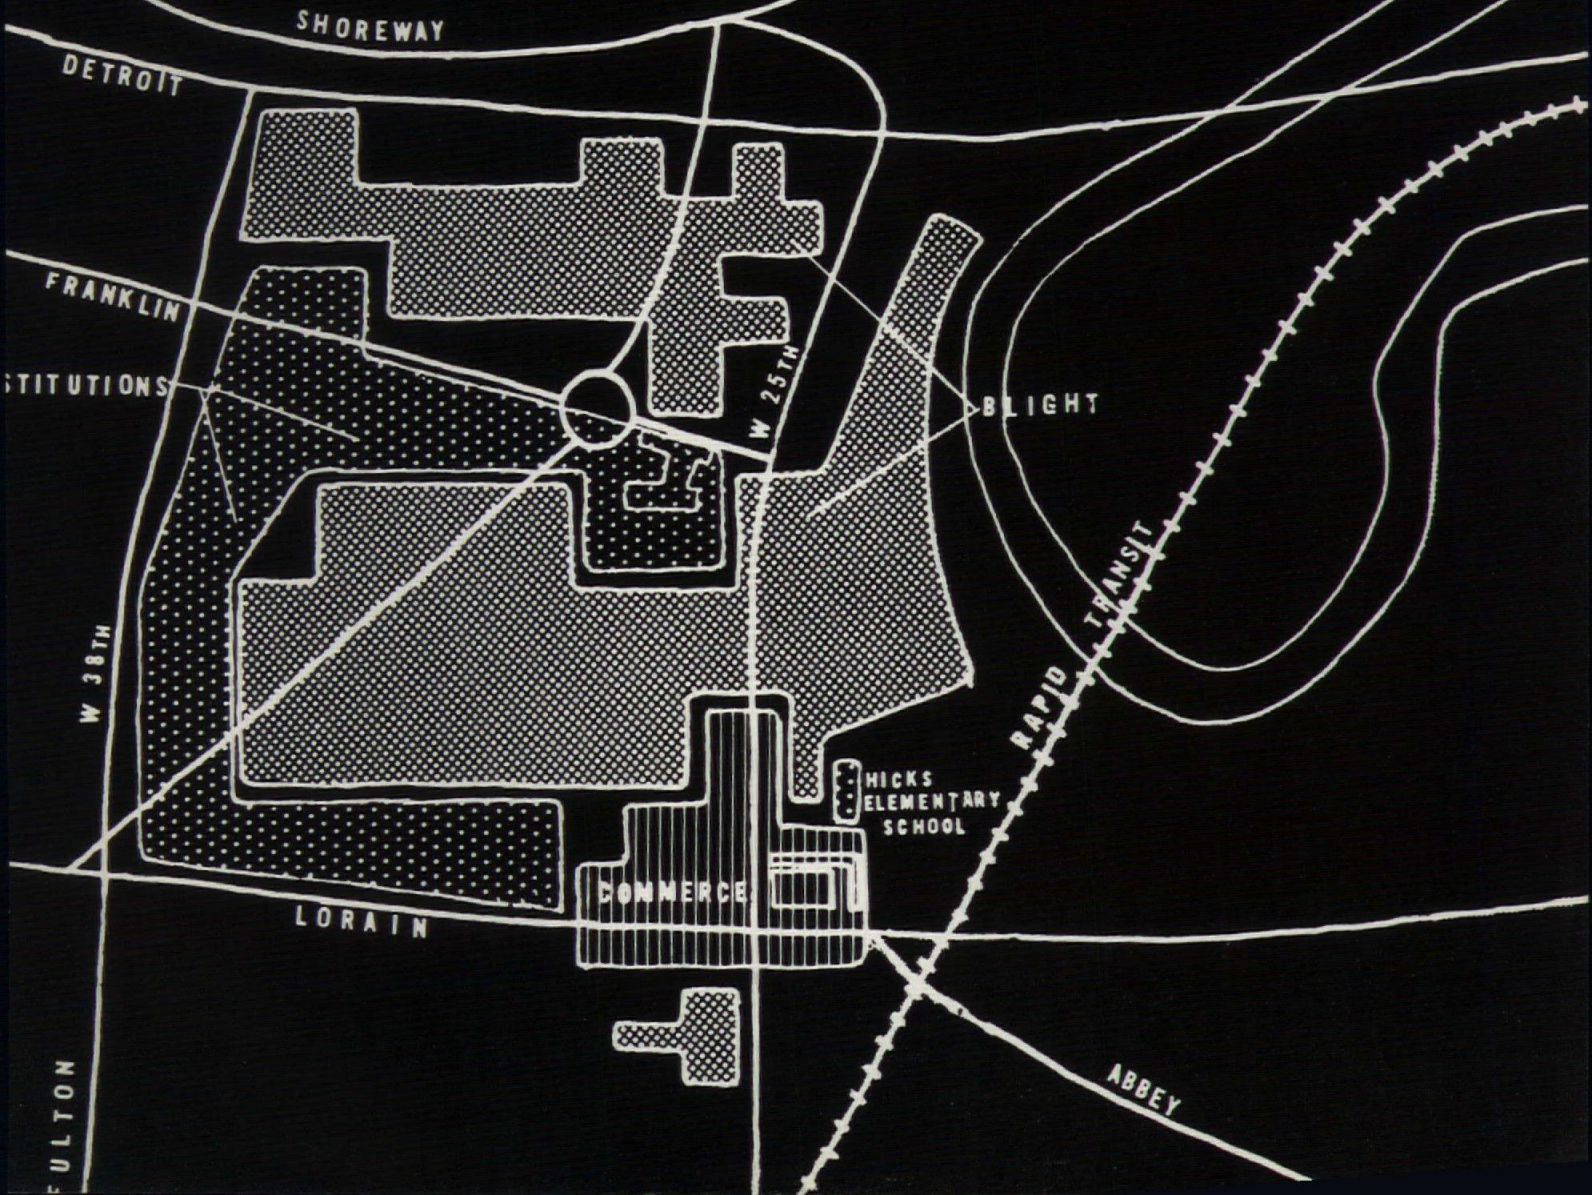 SHOREWAY
DETROIT
FRANKLIN
STITUTIONS
W 25TH
BLIGHT
W 38TH
RAPID TRANSIT
HICKS
ELEMENTARY
SCHOOL
COMMERCE
LORAIN
ABBEY
FULTON